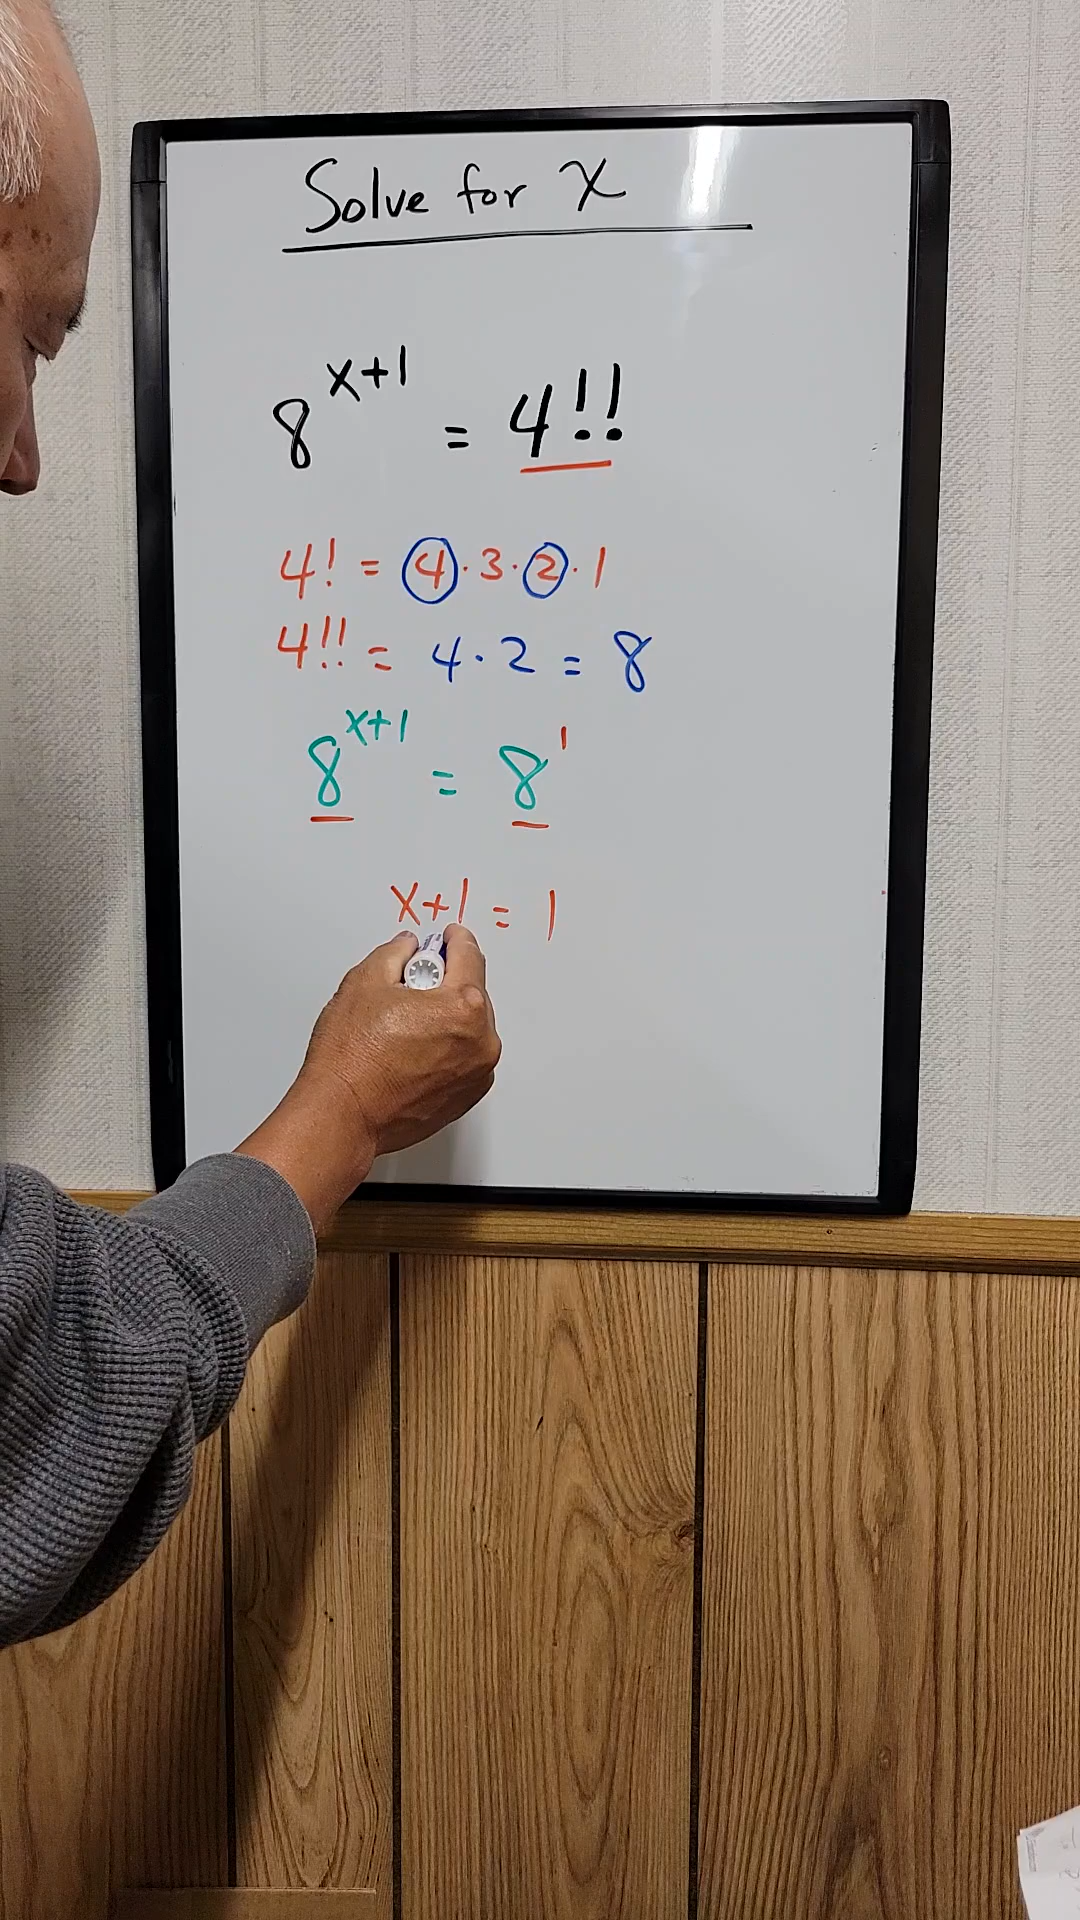 Solve for x
8^{x+1} = 4!!
4! = 4·3·2·1
4!! = 4·2 = 8
8^{x+1} = 8^1
x+1 = 1